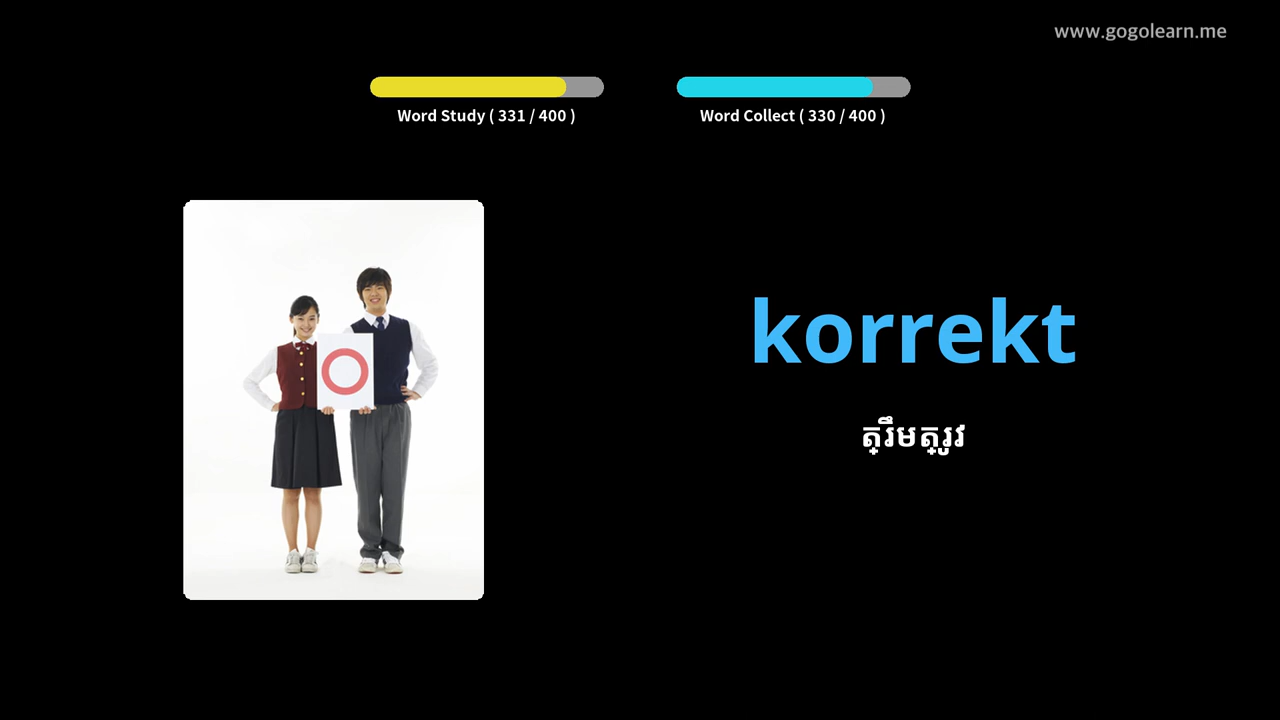 www.gogolearn.me
Word Study ( 331 / 400 )
Word Collect ( 330 / 400 )
korrekt
ត្រឹមត្រូវ